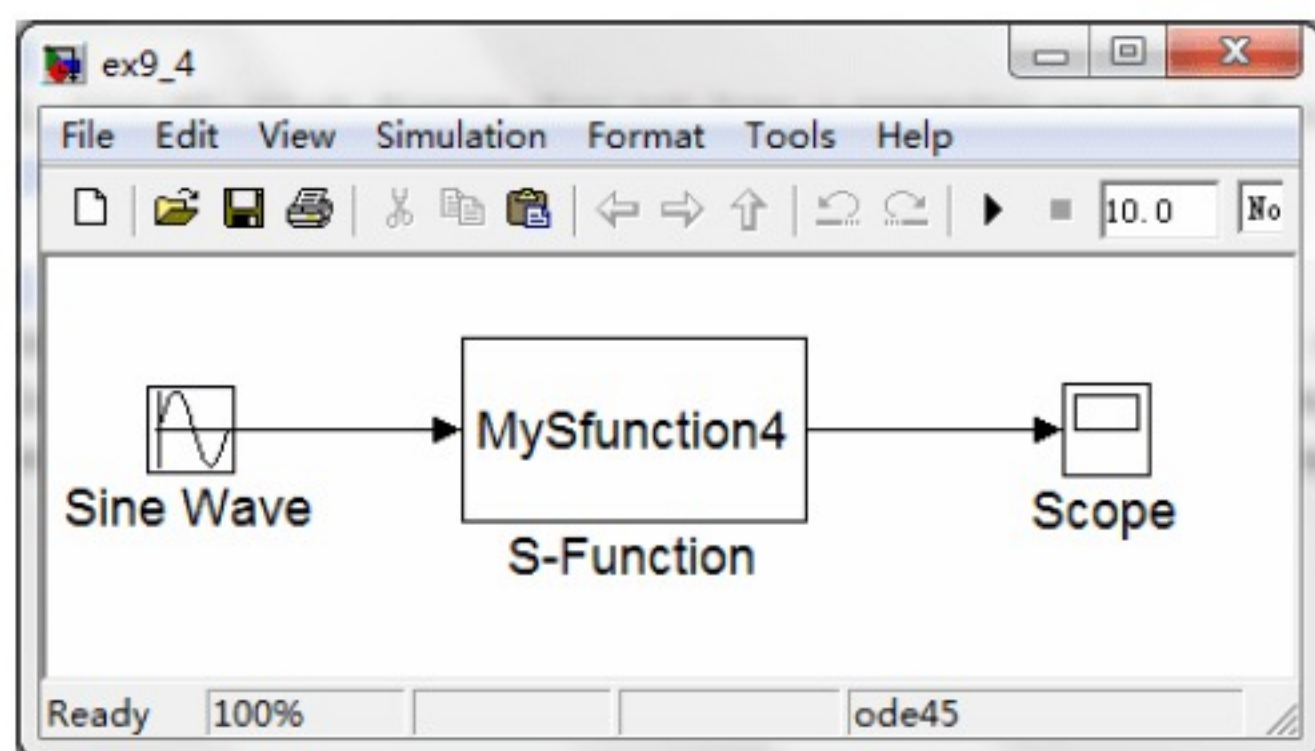 ex9_4
File Edit View Simulation Format Tools Help
10.0 No
MySfunction4
Sine Wave
S-Function
Scope
Ready 100% ode45